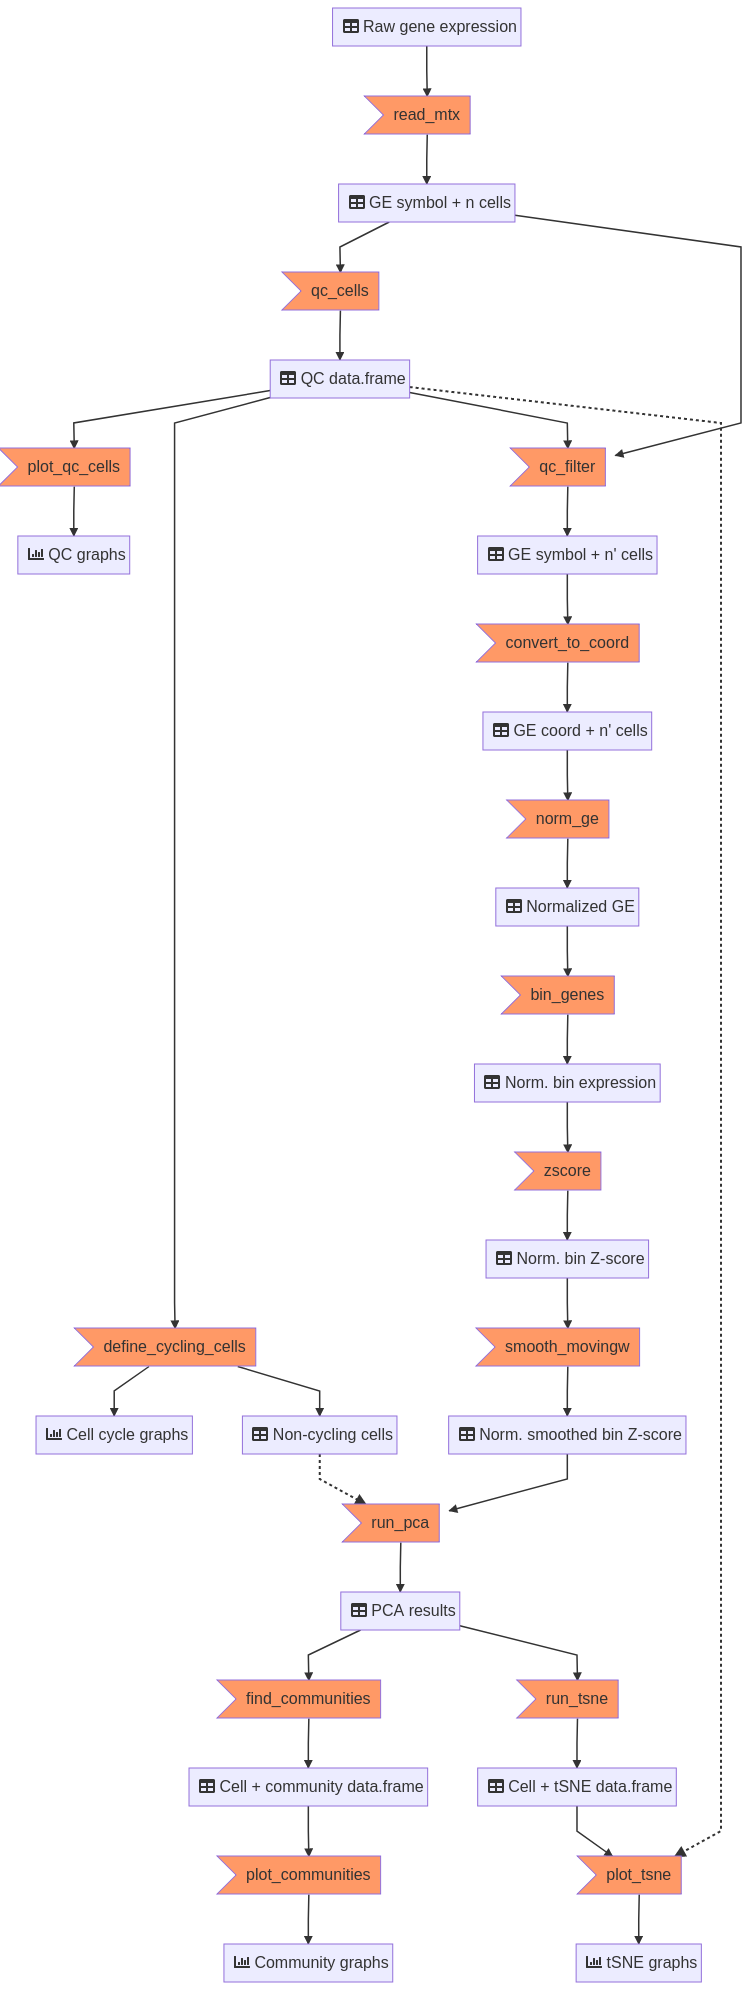 Raw gene expression
read_mtx
GE symbol + n cells
qc_cells
QC data.frame
plot_qc_cells
qc_filter
QC graphs
GE symbol + n' cells
convert_to_coord
GE coord + n' cells
norm_ge
Normalized GE
bin_genes
Norm. bin expression
zscore
Norm. bin Z-score
define_cycling_cells
smooth_movingw
Cell cycle graphs
Non-cycling cells
Norm. smoothed bin Z-score
run_pca
PCA results
find_communities
run_tsne
Cell + community data.frame
Cell + tSNE data.frame
plot_communities
plot_tsne
Community graphs
tSNE graphs